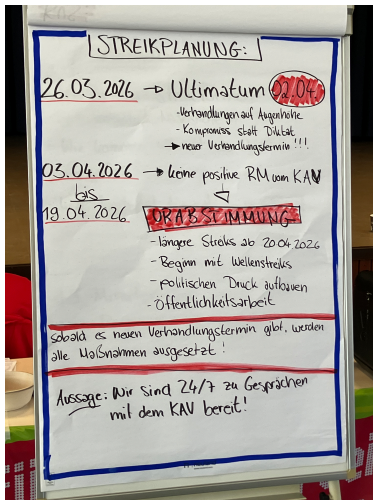 STREIKPLANUNG:
26.03.2026 → Ultimatum 02.04.
- Verhandlungen auf Augenhöhe
- Kompromiss statt Diktat
→ neuer Verhandlungstermin!!!
03.04.2026 → keine positive RM vom KAV
bis
19.04.2026
URABSTIMMUNG
- längere Streiks ab 20.04.2026
- Beginn mit Wellenstreiks
- politischen Druck aufbauen
- Öffentlichkeitsarbeit
sobald es neuen Verhandlungstermin gibt, werden
alle Maßnahmen ausgesetzt!
Aussage: Wir sind 24/7 zu Gesprächen
mit dem KAV bereit!